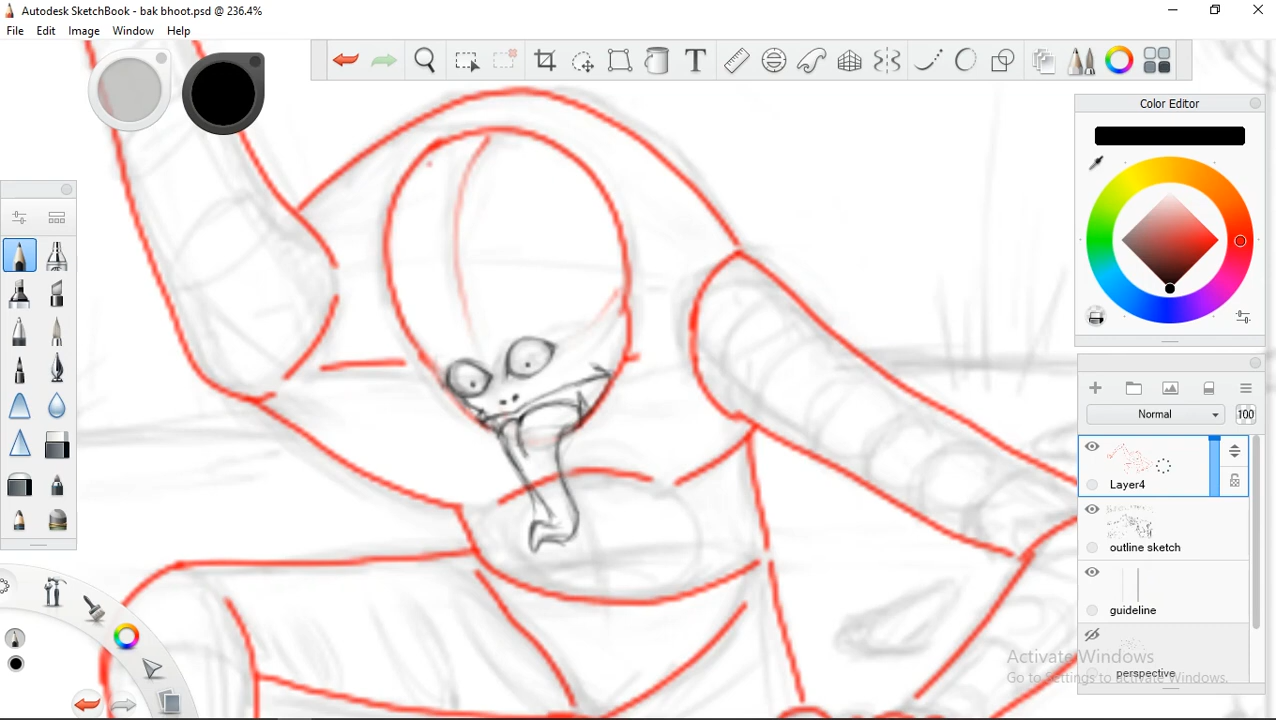 Autodesk SketchBook - bak bhoot.psd @ 236.4%
File Edit Image Window Help
T
Color Editor
Normal 100
Layer4
outline sketch
guideline
perspective
Activate Windows
Go to Settings to activate Windows.